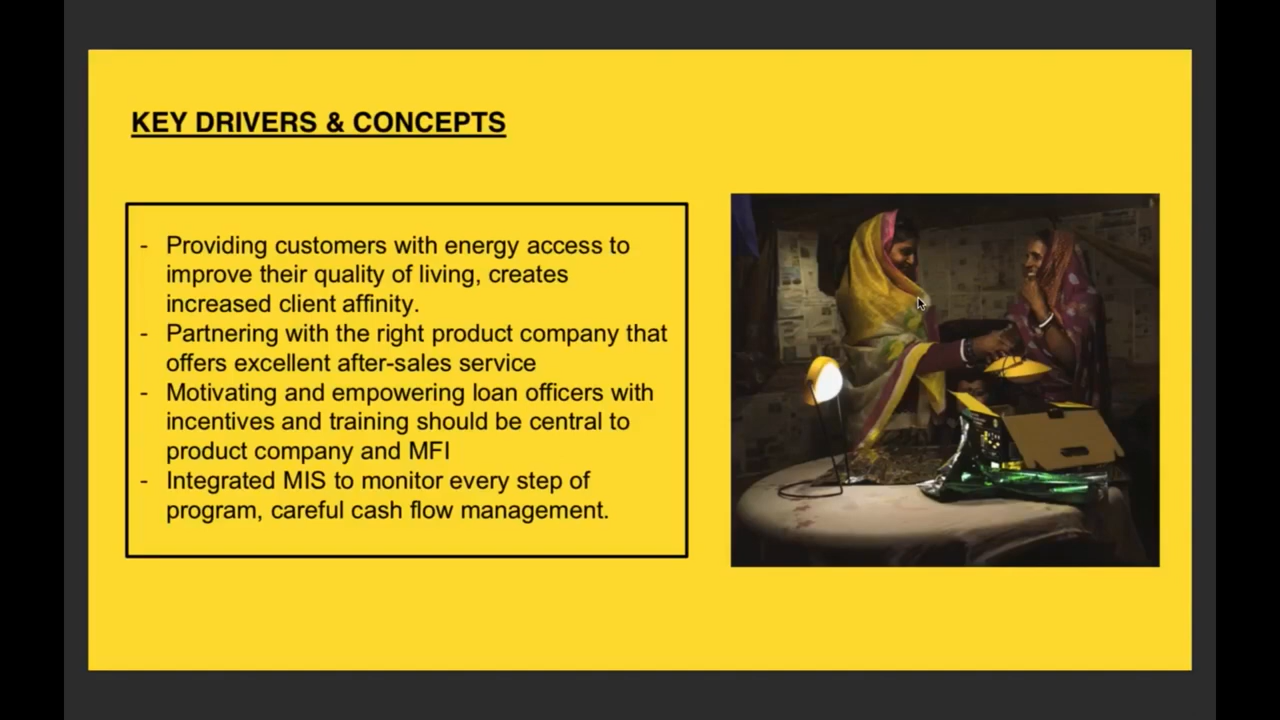 KEY DRIVERS & CONCEPTS
- Providing customers with energy access to
improve their quality of living, creates
increased client affinity.
- Partnering with the right product company that
offers excellent after-sales service
- Motivating and empowering loan officers with
incentives and training should be central to
product company and MFI
- Integrated MIS to monitor every step of
program, careful cash flow management.